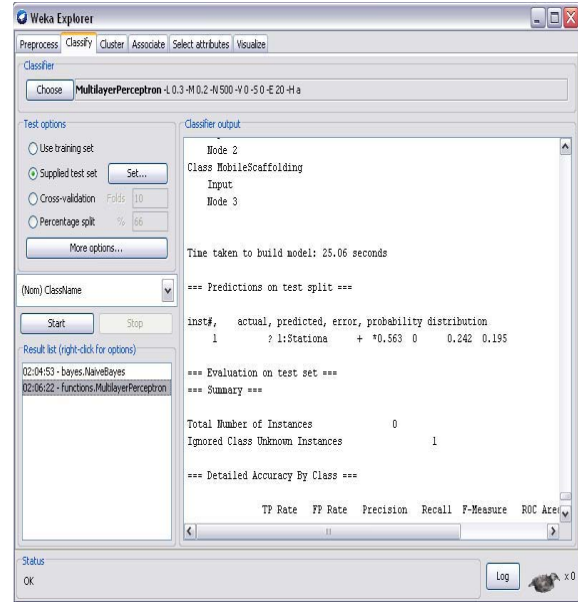 Weka Explorer
Preprocess Classify Cluster Associate Select attributes Visualize
Classifier
Choose MultilayerPerceptron -L 0.3 -M 0.2 -N 500 -V 0 -S 0 -E 20 -H a
Test options
Use training set
Supplied test set Set...
Cross-validation Folds 10
Percentage split % 66
More options...
(Nom) ClassName
Start Stop
Result list (right-click for options)
02:04:53 - bayes.NaiveBayes
02:06:22 - functions.MultilayerPerceptron
Classifier output
Node 2
Class MobileScaffolding
Input
Node 3
Time taken to build model: 25.06 seconds
=== Predictions on test split ===
inst#, actual, predicted, error, probability distribution
1 ? 1:Stationa + *0.563 0 0.242 0.195
=== Evaluation on test set ===
=== Summary ===
Total Number of Instances 0
Ignored Class Unknown Instances 1
=== Detailed Accuracy By Class ===
TP Rate FP Rate Precision Recall F-Measure ROC Area
Status
OK
Log
x 0